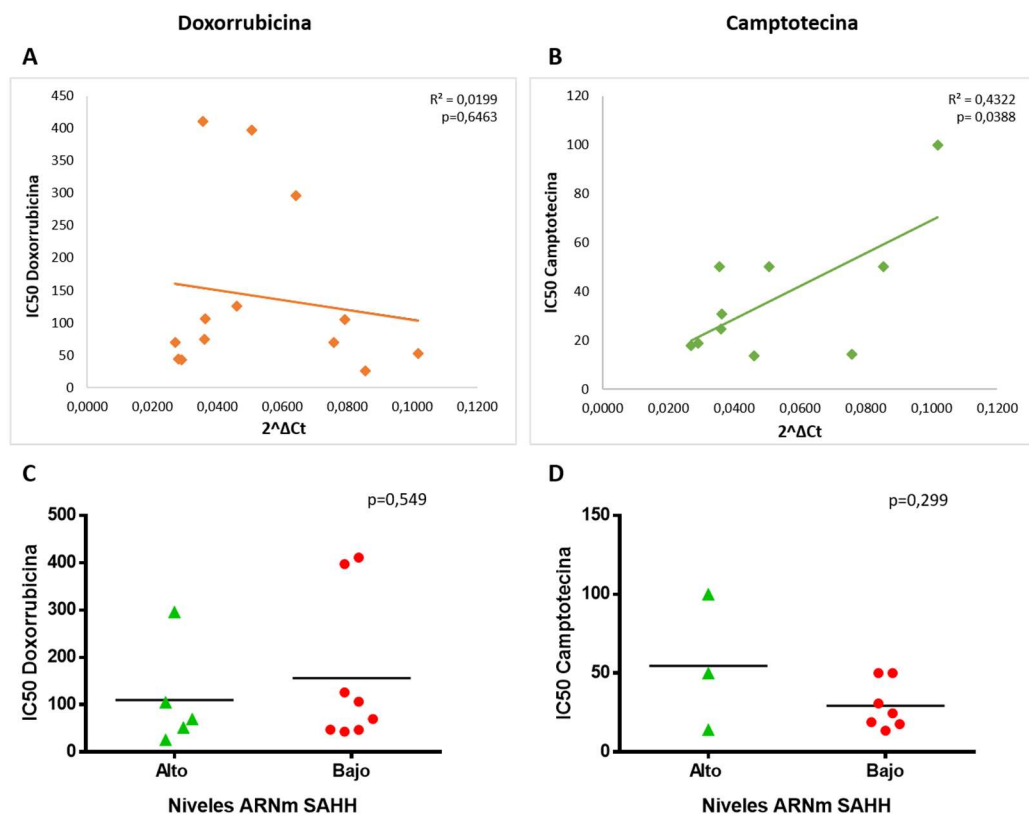 Doxorrubicina
Camptotecina
A
B
R² = 0,0199
p=0,6463
450
400
350
300
250
200
150
100
50
0
IC50 Doxorrubicina
0,0000 0,0200 0,0400 0,0600 0,0800 0,1000 0,1200
2^ΔCt
R² = 0,4322
p= 0,0388
120
100
80
60
40
20
0
IC50 Camptotecina
0,0000 0,0200 0,0400 0,0600 0,0800 0,1000 0,1200
2^ΔCt
C
p=0,549
500
400
300
200
100
0
IC50 Doxorrubicina
Alto Bajo
Niveles ARNm SAHH
D
p=0,299
150
100
50
0
IC50 Camptotecina
Alto Bajo
Niveles ARNm SAHH